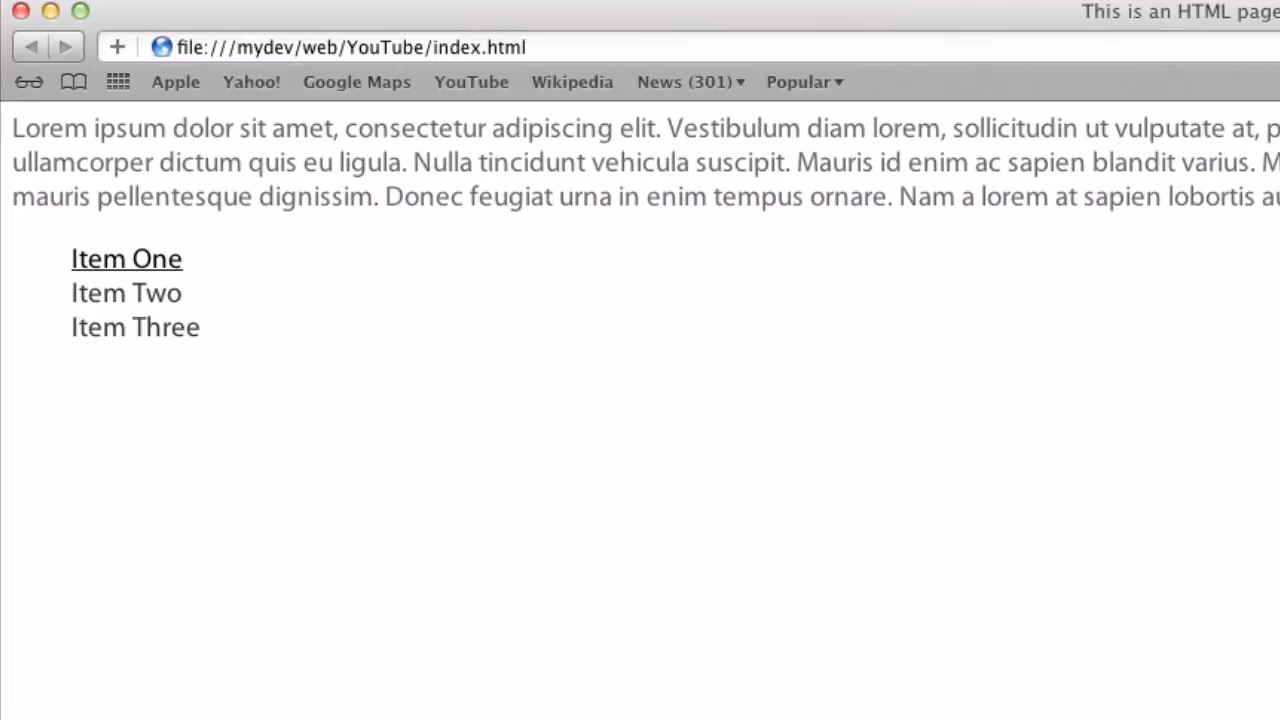 This is an HTML page
file:///mydev/web/YouTube/index.html
Apple Yahoo! Google Maps YouTube Wikipedia News (301)▾ Popular▾
Lorem ipsum dolor sit amet, consectetur adipiscing elit. Vestibulum diam lorem, sollicitudin ut vulputate at,
ullamcorper dictum quis eu ligula. Nulla tincidunt vehicula suscipit. Mauris id enim ac sapien blandit varius.
mauris pellentesque dignissim. Donec feugiat urna in enim tempus ornare. Nam a lorem at sapien lobortis
Item One
Item Two
Item Three